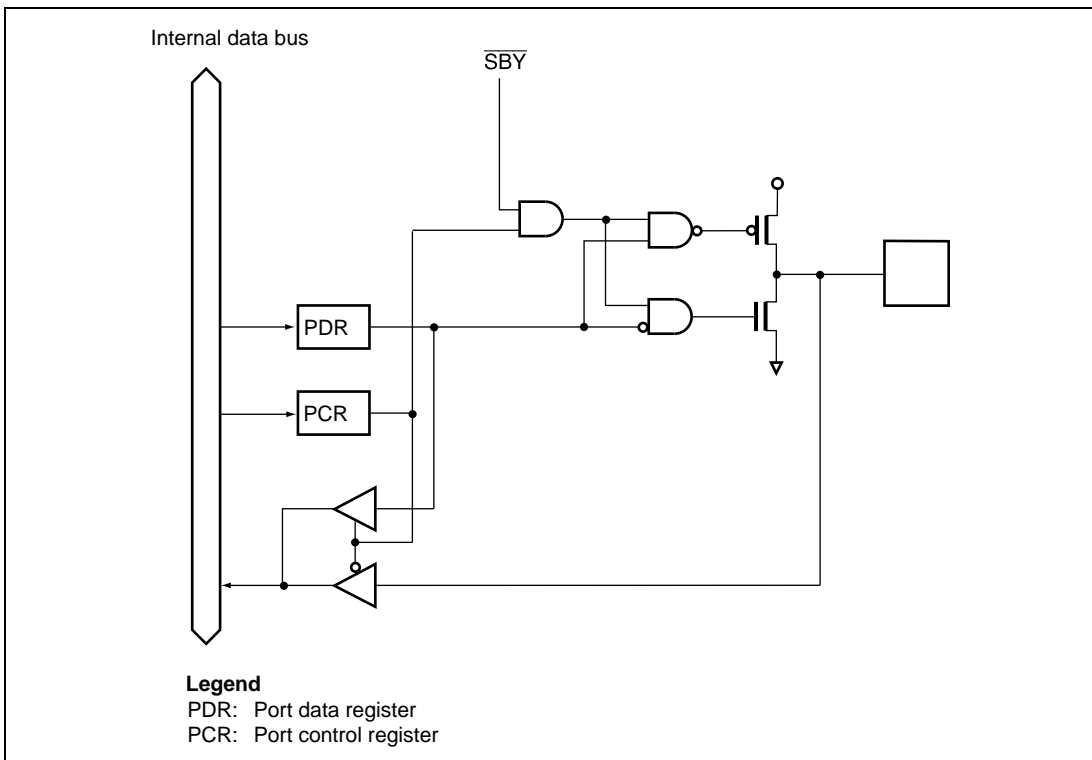 Internal data bus
SBY
PDR
PCR
Legend
PDR: Port data register
PCR: Port control register